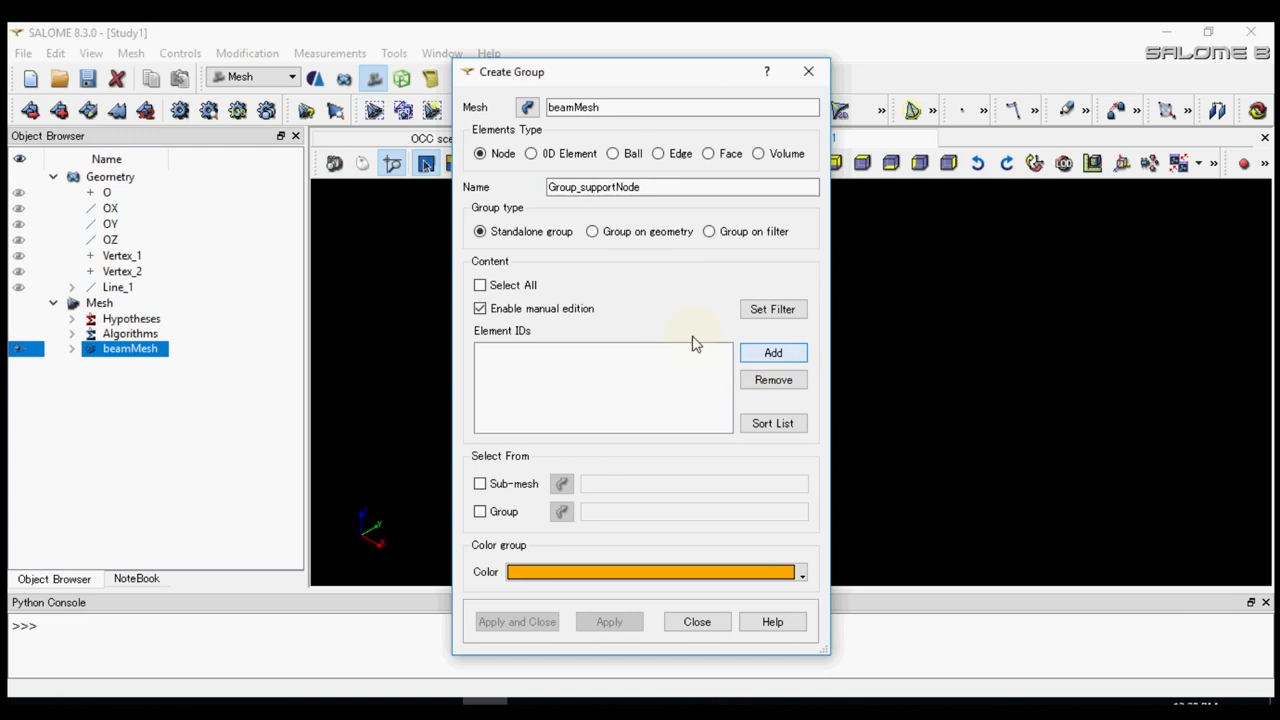 SALOME 8.3.0 - [Study1]
File Edit View Mesh Controls Modification Measurements Tools Window Help
SALOME 8
Mesh
Object Browser
OCC sce
Name
Geometry
O
OX
OY
OZ
Vertex_1
Vertex_2
Line_1
Mesh
Hypotheses
Algorithms
beamMesh
Object Browser NoteBook
Python Console
>>>
Create Group
Mesh beamMesh
Elements Type
Node 0D Element Ball Edge Face Volume
Name Group_supportNode
Group type
Standalone group Group on geometry Group on filter
Content
Select All
Enable manual edition Set Filter
Element IDs
Add
Remove
Sort List
Select From
Sub-mesh
Group
Color group
Color
Apply and Close Apply Close Help